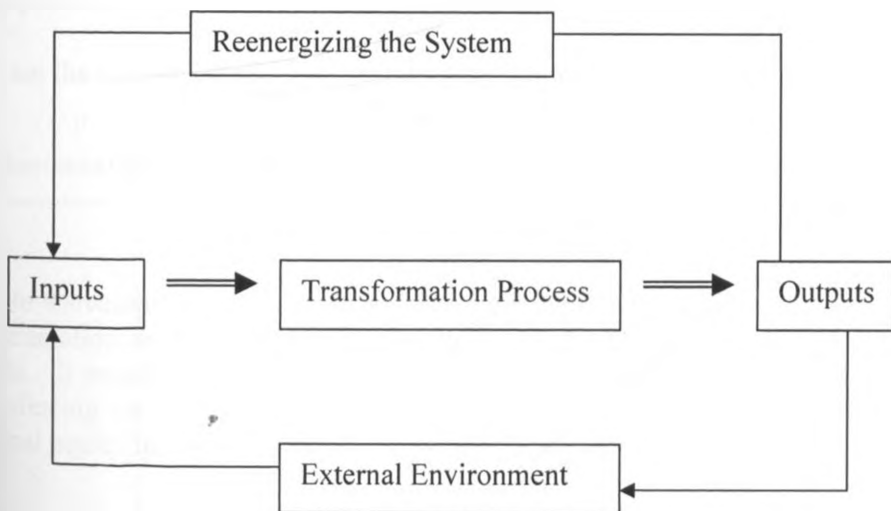 Reenergizing the System
Inputs
Transformation Process
Outputs
External Environment